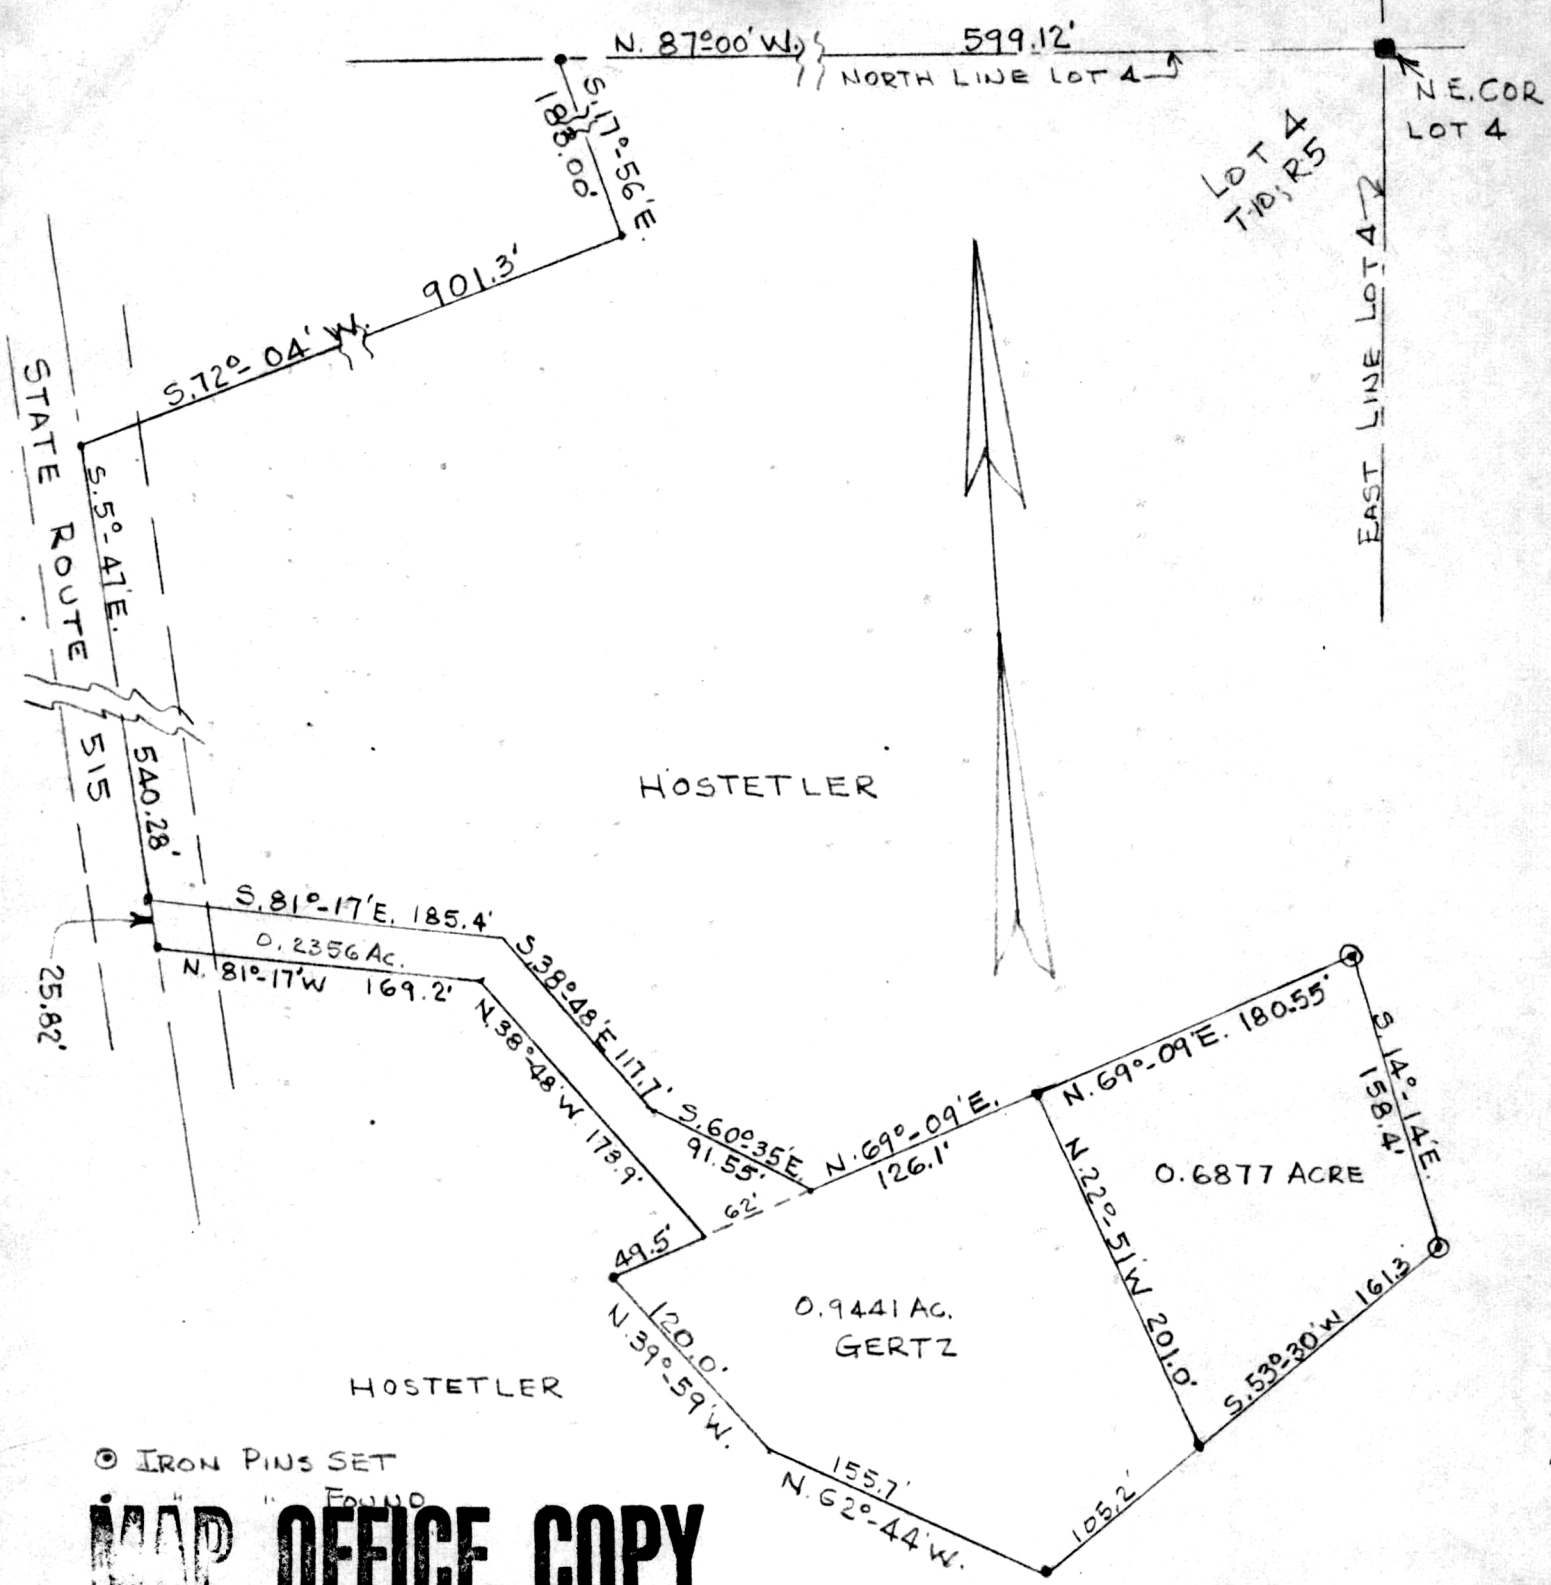 N. 87°00' W. 599.12'
NORTH LINE LOT 4
N.E. COR
LOT 4
S. 17°-56' E.
188.00'
LOT 4
T-10; R5
EAST LINE LOT 4
901.3'
S. 72°-04' W.
STATE ROUTE 515
S. 5°-47' E.
540.28'
HOSTETLER
S. 81°-17' E. 185.4'
0.2356 Ac.
N. 81°-17' W 169.2'
25.82'
S. 38°-48' E 117.7'
N. 38°-48' W. 173.9'
S. 60°-35' E.
91.55'
62'
49.5'
N. 69°-09' E.
126.1'
N. 69°-09' E. 180.55'
S. 14°-14' E.
158.4'
0.6877 ACRE
N. 22°-51' W 201.0'
S. 53°-30' W 161.3'
0.9441 AC.
GERTZ
120.0'
N. 39°-59' W.
155.7'
N. 62°-44' W.
105.2'
HOSTETLER
IRON PINS SET
" " FOUND
MAP OFFICE COPY